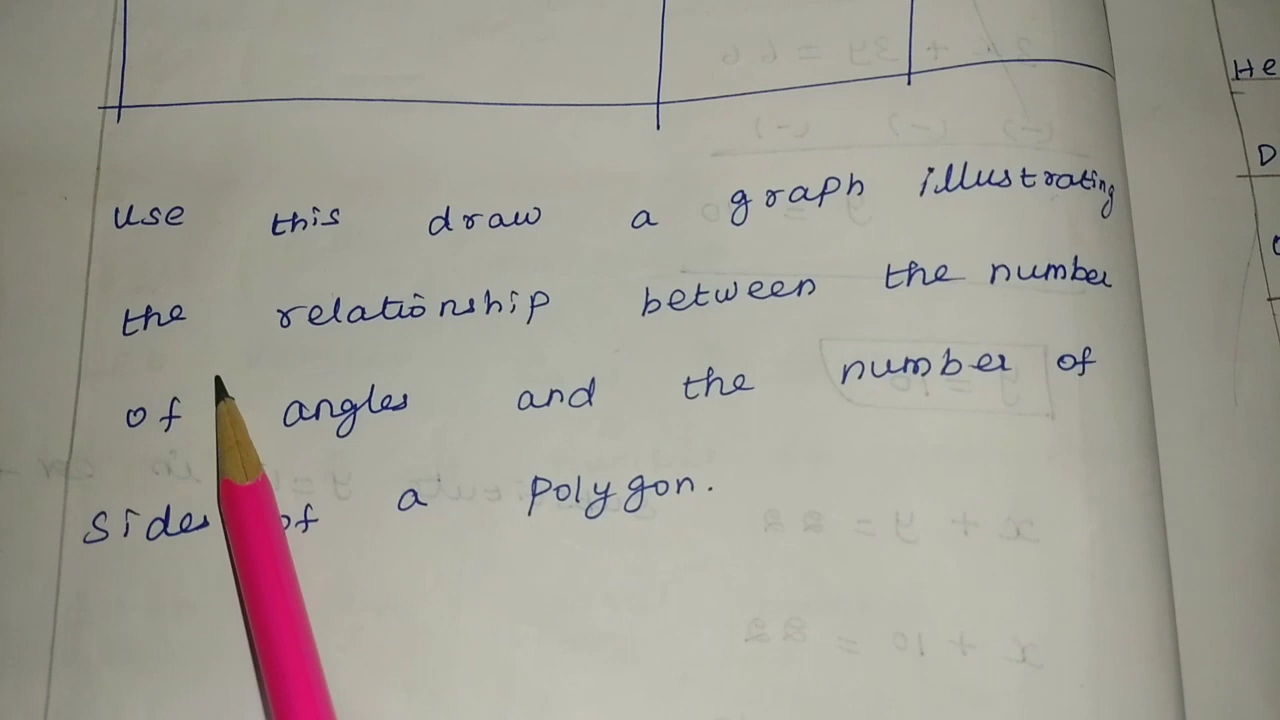 use this draw a graph illustrating
the relationship between the number
of angles and the number of
sides of a polygon.
He
D